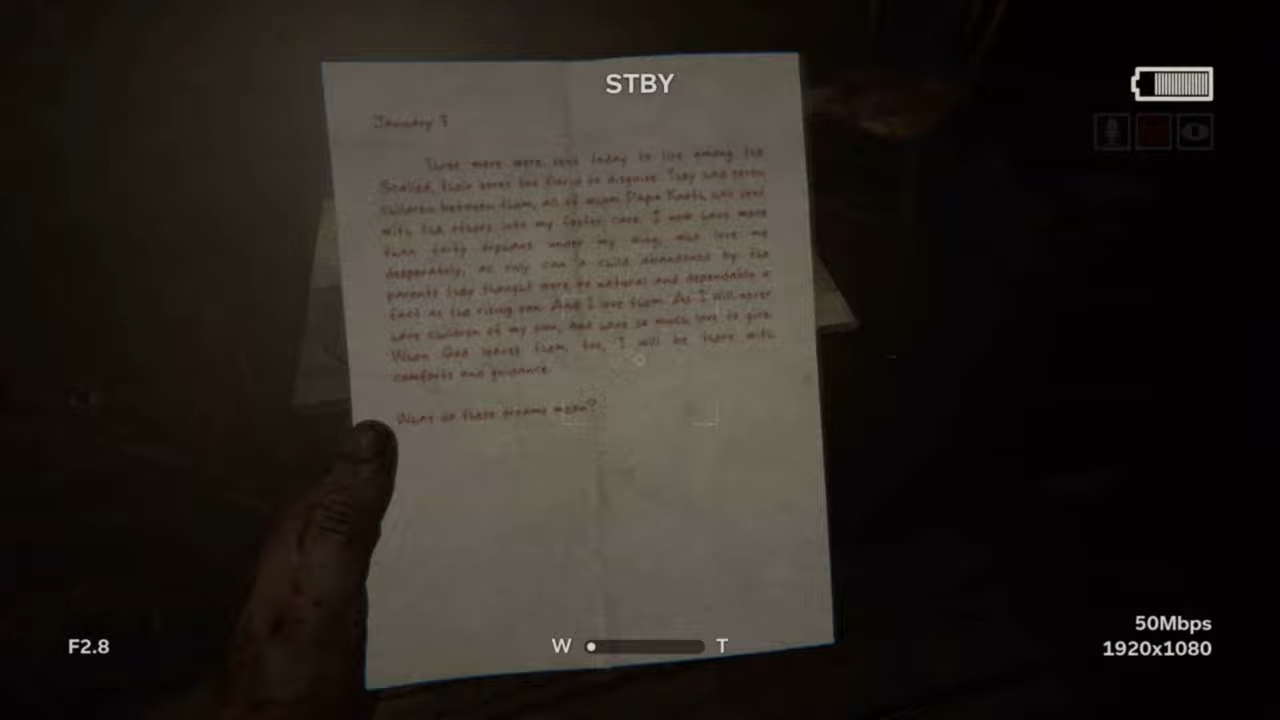 STBY
January 8
Three more were sent today to live among the
Scalled, their sores too fierce to disguise. They had seven
children between them, all of whom Papa Knoth has sent
with the others into my foster care. I now have more
than forty orphans under my wing, who love me
desperately, as only can a child abandoned by the
parents they thought were as natural and dependable a
fact as the rising sun. And I love them. As I will never
have children of my own, and have so much love to give.
When God leaves them, too, I will be there with
comforts and guidance.
What do these dreams mean?
F2.8
W T
50Mbps
1920x1080